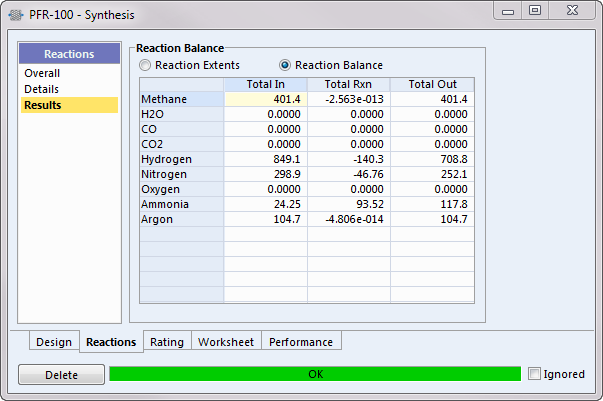 PFR-100 - Synthesis
Reactions
Overall
Details
Results
Reaction Balance
Reaction Extents Reaction Balance
Total In Total Rxn Total Out
Methane 401.4 -2.563e-013 401.4
H2O 0.0000 0.0000 0.0000
CO 0.0000 0.0000 0.0000
CO2 0.0000 0.0000 0.0000
Hydrogen 849.1 -140.3 708.8
Nitrogen 298.9 -46.76 252.1
Oxygen 0.0000 0.0000 0.0000
Ammonia 24.25 93.52 117.8
Argon 104.7 -4.806e-014 104.7
Design Reactions Rating Worksheet Performance
Delete OK Ignored